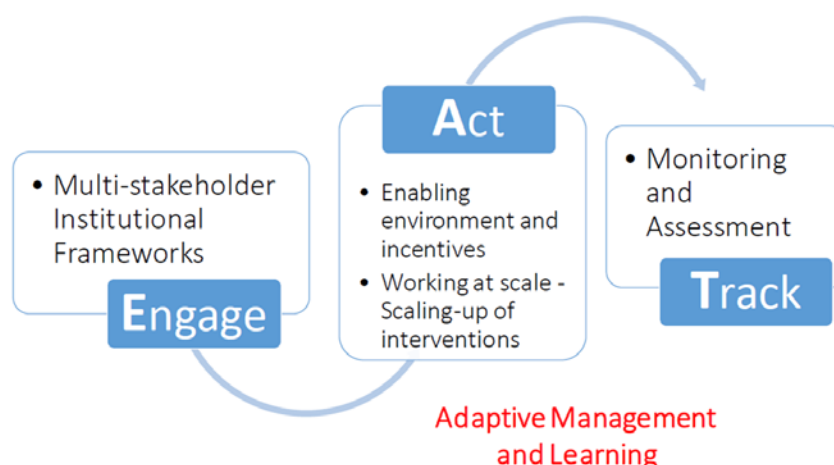 • Multi-stakeholder
Institutional
Frameworks
Engage
Act
• Enabling
environment and
incentives
• Working at scale -
Scaling-up of
interventions
• Monitoring
and
Assessment
Track
Adaptive Management
and Learning